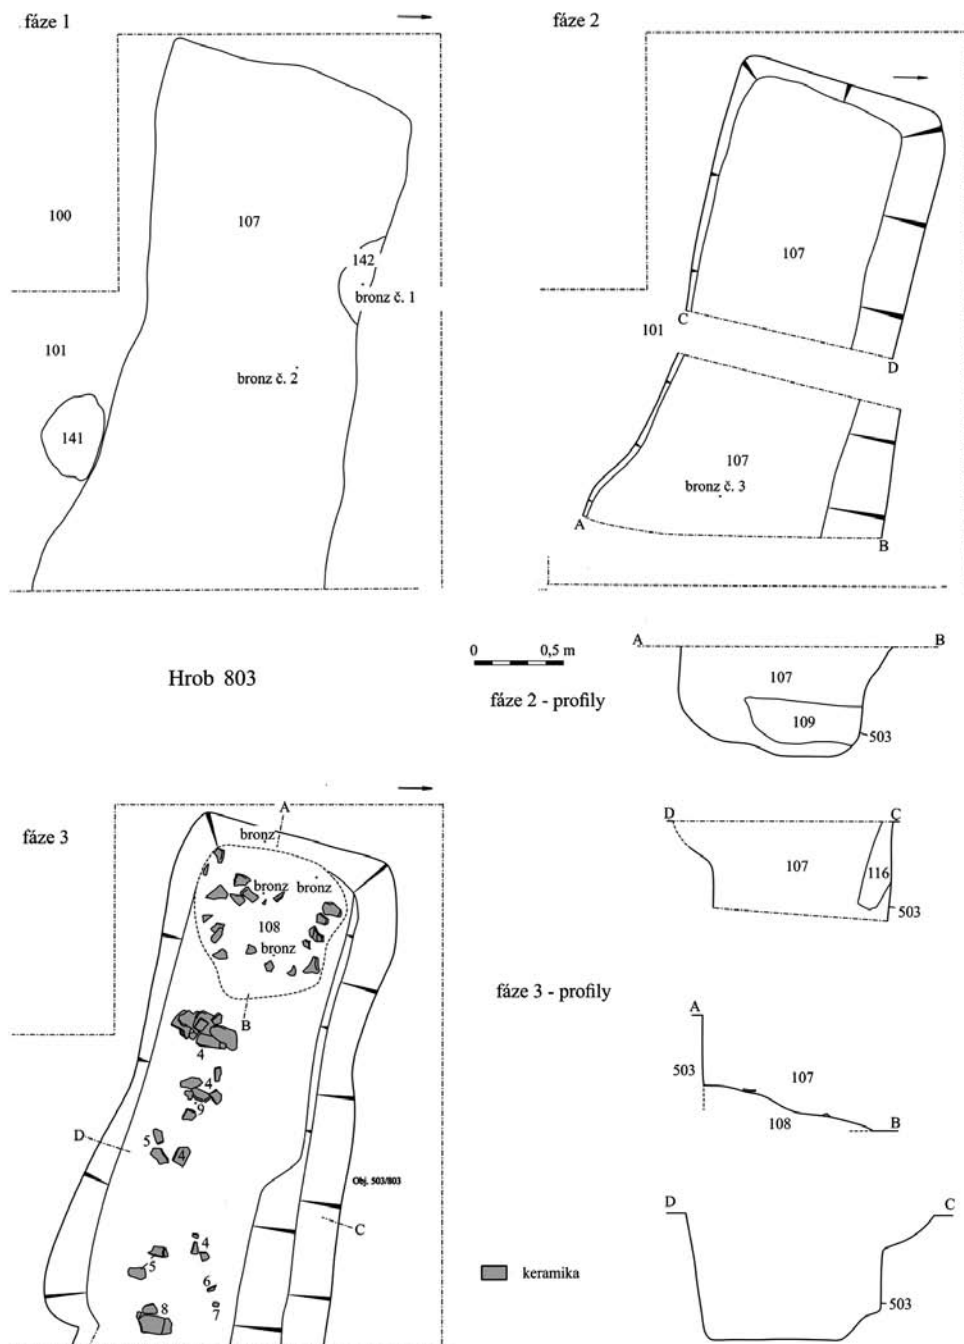 fáze 1
100
107
142
bronz č. 1
101
bronz č. 2
141
fáze 2
107
C
101
D
107
bronz č. 3
A
B
Hrob 803
0 0,5 m
fáze 2 - profily
A B
107
109
503
D C
107
116
503
fáze 3
A
bronz
bronz bronz
108
bronz
B
4
4
9
D
5
4
Obj. 503/803
C
4
5
6
8
7
fáze 3 - profily
A
503
107
108
B
D C
503
keramika